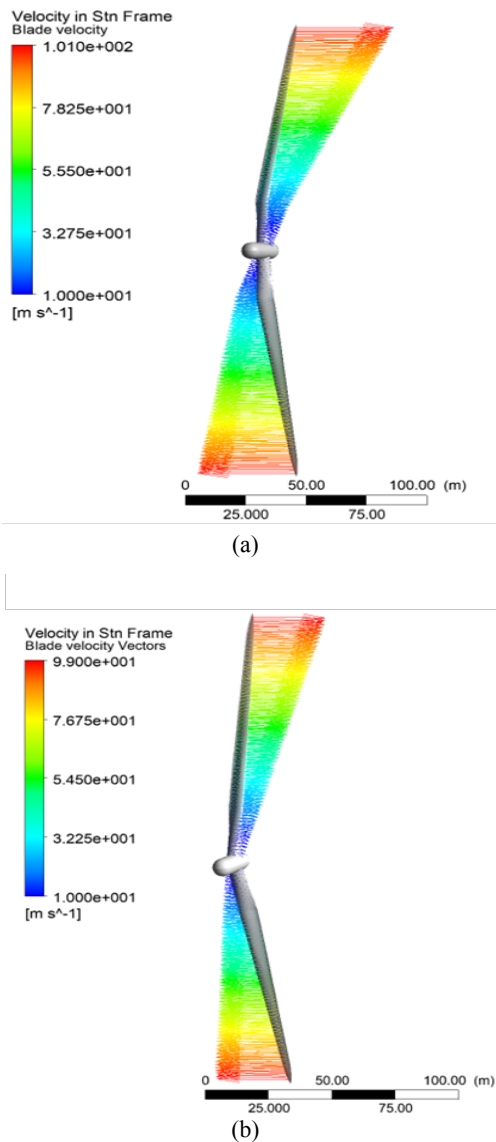 Velocity in Stn Frame
Blade velocity
1.010e+002
7.825e+001
5.550e+001
3.275e+001
1.000e+001
[m s^-1]
0 50.00 100.00 (m)
25.000 75.00
(a)
Velocity in Stn Frame
Blade velocity Vectors
9.900e+001
7.675e+001
5.450e+001
3.225e+001
1.000e+001
[m s^-1]
0 50.00 100.00 (m)
25.000 75.00
(b)